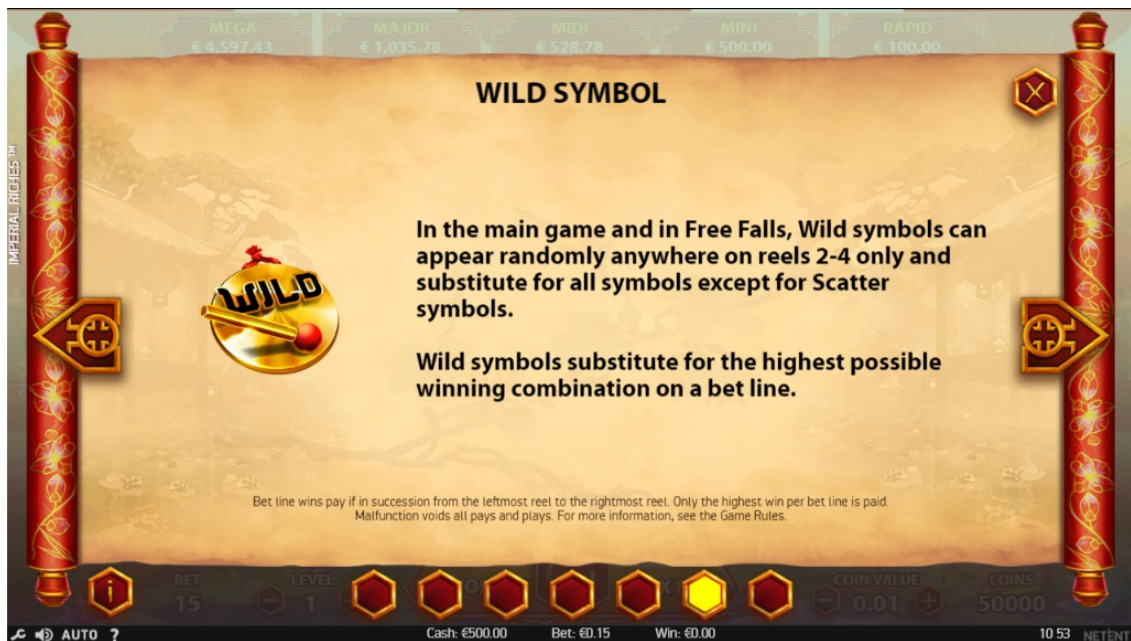 MEGA
€ 4,597.43
MAJOR
€ 1,035.78
MIDI
€ 528.78
MINI
€ 500.00
RAPID
€ 100.00
WILD SYMBOL
IMPERIAL RICHES™
WILD
In the main game and in Free Falls, Wild symbols can
appear randomly anywhere on reels 2-4 only and
substitute for all symbols except for Scatter
symbols.
Wild symbols substitute for the highest possible
winning combination on a bet line.
Bet line wins pay if in succession from the leftmost reel to the rightmost reel. Only the highest win per bet line is paid.
Malfunction voids all pays and plays. For more information, see the Game Rules.
BET
15
LEVEL
1
COIN VALUE
0.01
COINS
50000
AUTO ?
Cash: €500.00 Bet: €0.15 Win: €0.00
10 53 NETENT